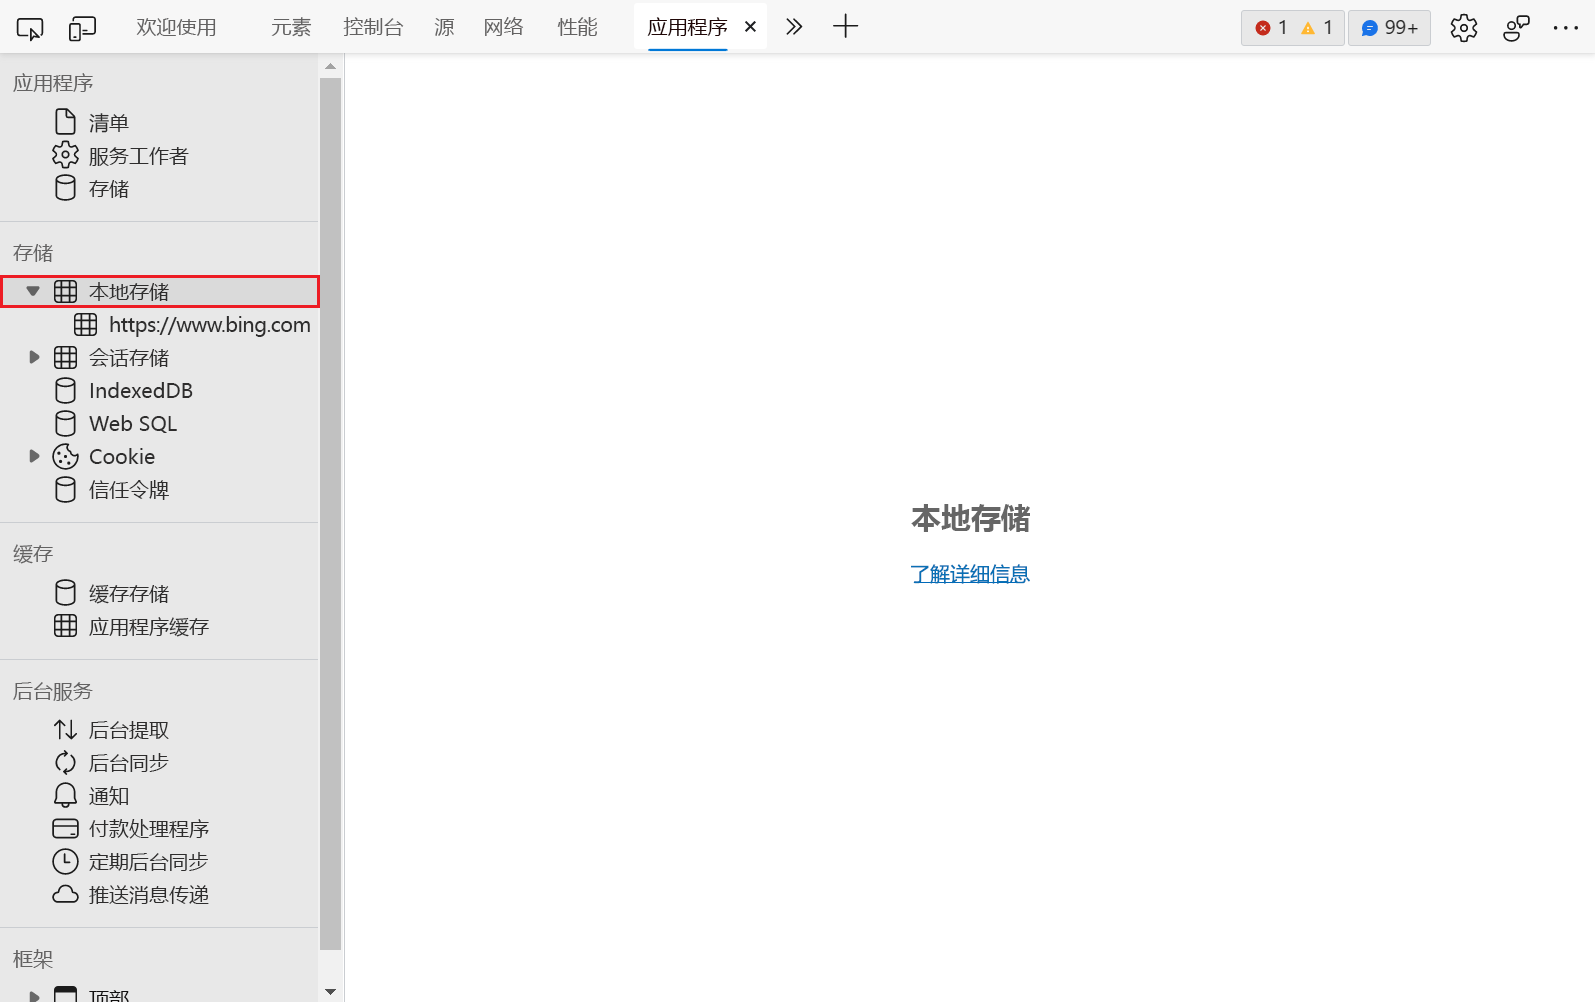 欢迎使用 元素 控制台 源 网络 性能 应用程序 1 1 99+
应用程序
清单
服务工作者
存储
存储
本地存储
https://www.bing.com
会话存储
IndexedDB
Web SQL
Cookie
信任令牌
缓存
缓存存储
应用程序缓存
后台服务
后台提取
后台同步
通知
付款处理程序
定期后台同步
推送消息传递
框架
顶部
本地存储
了解详细信息